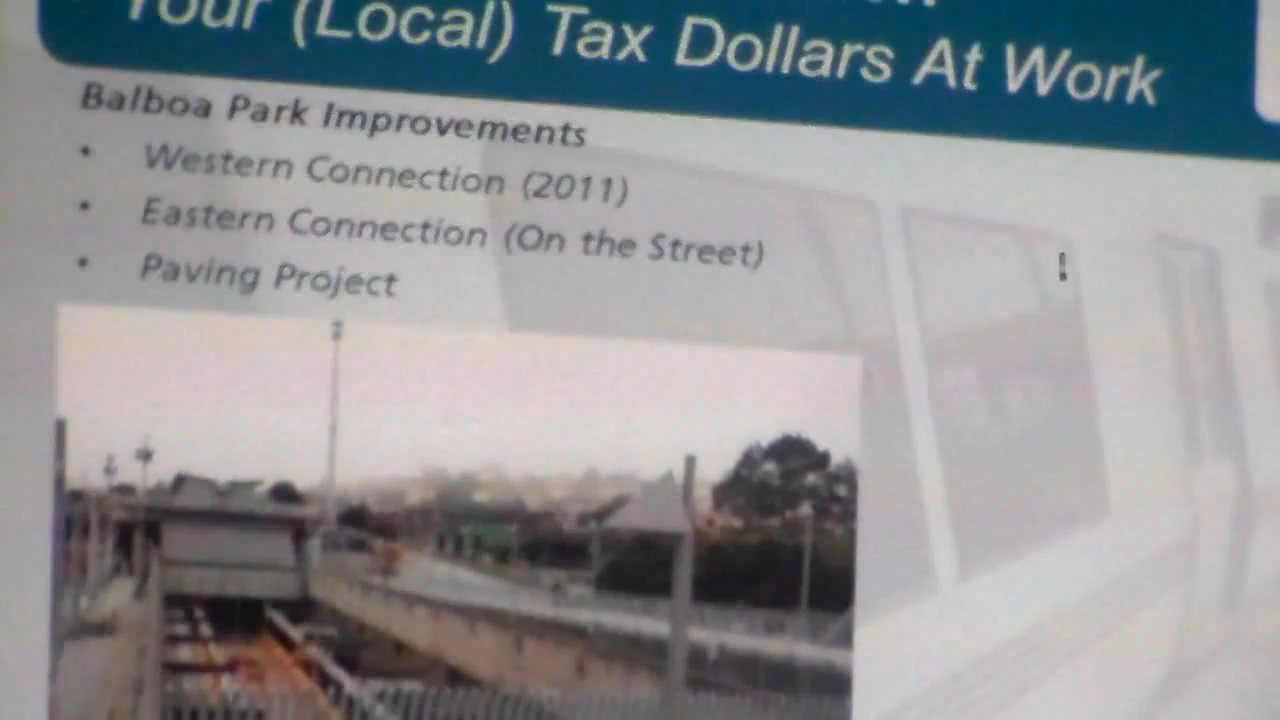 Your (Local) Tax Dollars At Work
Balboa Park Improvements
• Western Connection (2011)
• Eastern Connection (On the Street)
• Paving Project